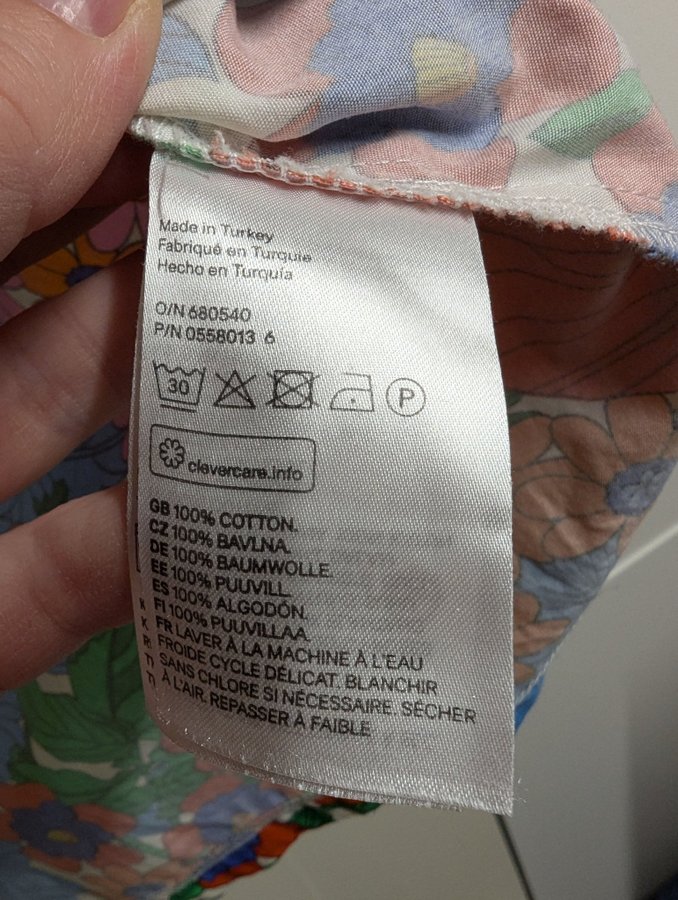 Made in Turkey
Fabriqué en Turquie
Hecho en Turquía
O/N 680540
P/N 0558013 6
30 P
clevercare.info
GB 100% COTTON.
CZ 100% BAVLNA.
DE 100% BAUMWOLLE.
EE 100% PUUVILL.
ES 100% ALGODÓN.
FI 100% PUUVILLAA.
FR LAVER À LA MACHINE À L'EAU
FROIDE CYCLE DÉLICAT. BLANCHIR
SANS CHLORE SI NÉCESSAIRE. SÉCHER
À L'AIR. REPASSER À FAIBLE